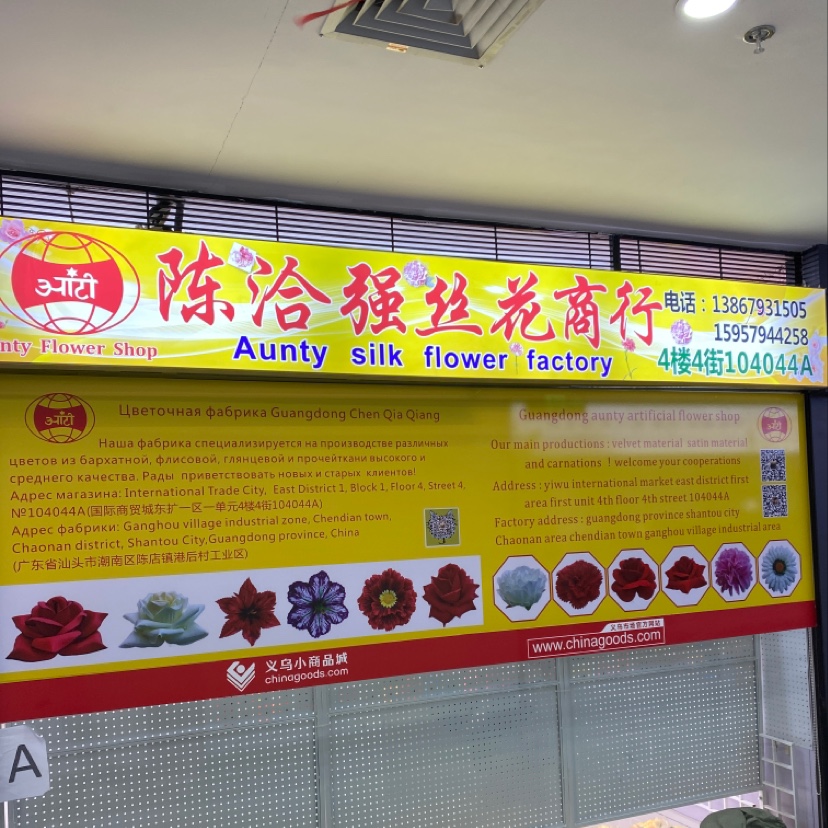 आंटी
nty Flower Shop
陈洽强丝花商行
Aunty silk flower factory
电话：13867931505
15957944258
4楼4街104044A
आंटी
Цветочная фабрика Guangdong Chen Qia Qiang
Наша фабрика специализируется на производстве различных
цветов из бархатной, флисовой, глянцевой и прочейткани высокого и
среднего качества. Рады приветствовать новых и старых клиентов!
Адрес магазина: International Trade City, East District 1, Block 1, Floor 4, Street 4,
№104044A(国际商贸城东扩一区一单元4楼4街104044A)
Адрес фабрики: Ganghou village industrial zone, Chendian town,
Chaonan district, Shantou City,Guangdong province, China
(广东省汕头市潮南区陈店镇港后村工业区)
Guangdong aunty artificial flower shop
आंटी
Our main productions : velvet material satin material
and carnations ! welcome your cooperations
Address : yiwu international market east district first
area first unit 4th floor 4th street 104044A
Factory address : guangdong province shantou city
Chaonan area chendian town ganghou village industrial area
义乌小商品城
chinagoods.com
义乌市场官方网站
www.chinagoods.com
A